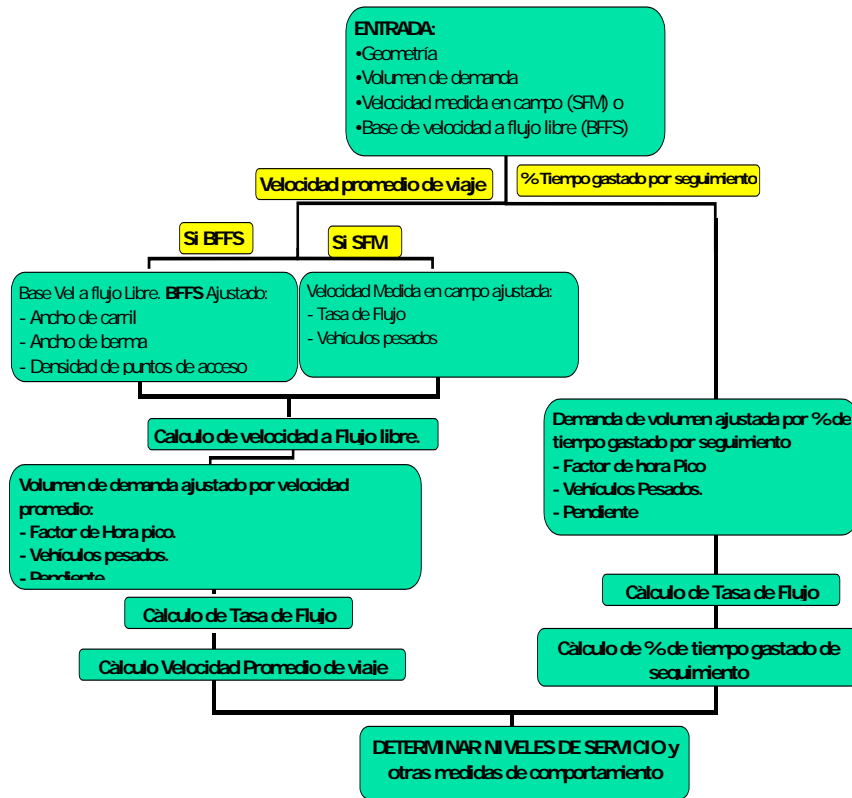 ENTRADA:
•Geometría
•Volumen de demanda
•Velocidad medida en campo (SFM) o
•Base de velocidad a flujo libre (BFFS)
Velocidad promedio de viaje
% Tiempo gastado por seguimiento
Si BFFS
Si SFM
Base Vel a flujo Libre. BFFS Ajustado:
- Ancho de carril
- Ancho de berma
- Densidad de puntos de acceso
Velocidad Medida en campo ajustada:
- Tasa de Flujo
- Vehículos pesados
Calculo de velocidad a Flujo libre.
Demanda de volumen ajustada por % de
tiempo gastado por seguimiento
- Factor de hora Pico
- Vehículos Pesados.
- Pendiente
Volumen de demanda ajustado por velocidad
promedio:
- Factor de Hora pico.
- Vehículos pesados.
- Pendiente
Càlculo de Tasa de Flujo
Càlculo de Tasa de Flujo
Càlculo Velocidad Promedio de viaje
Càlculo de % de tiempo gastado de
seguimiento
DETERMINAR NIVELES DE SERVICIO y
otras medidas de comportamiento